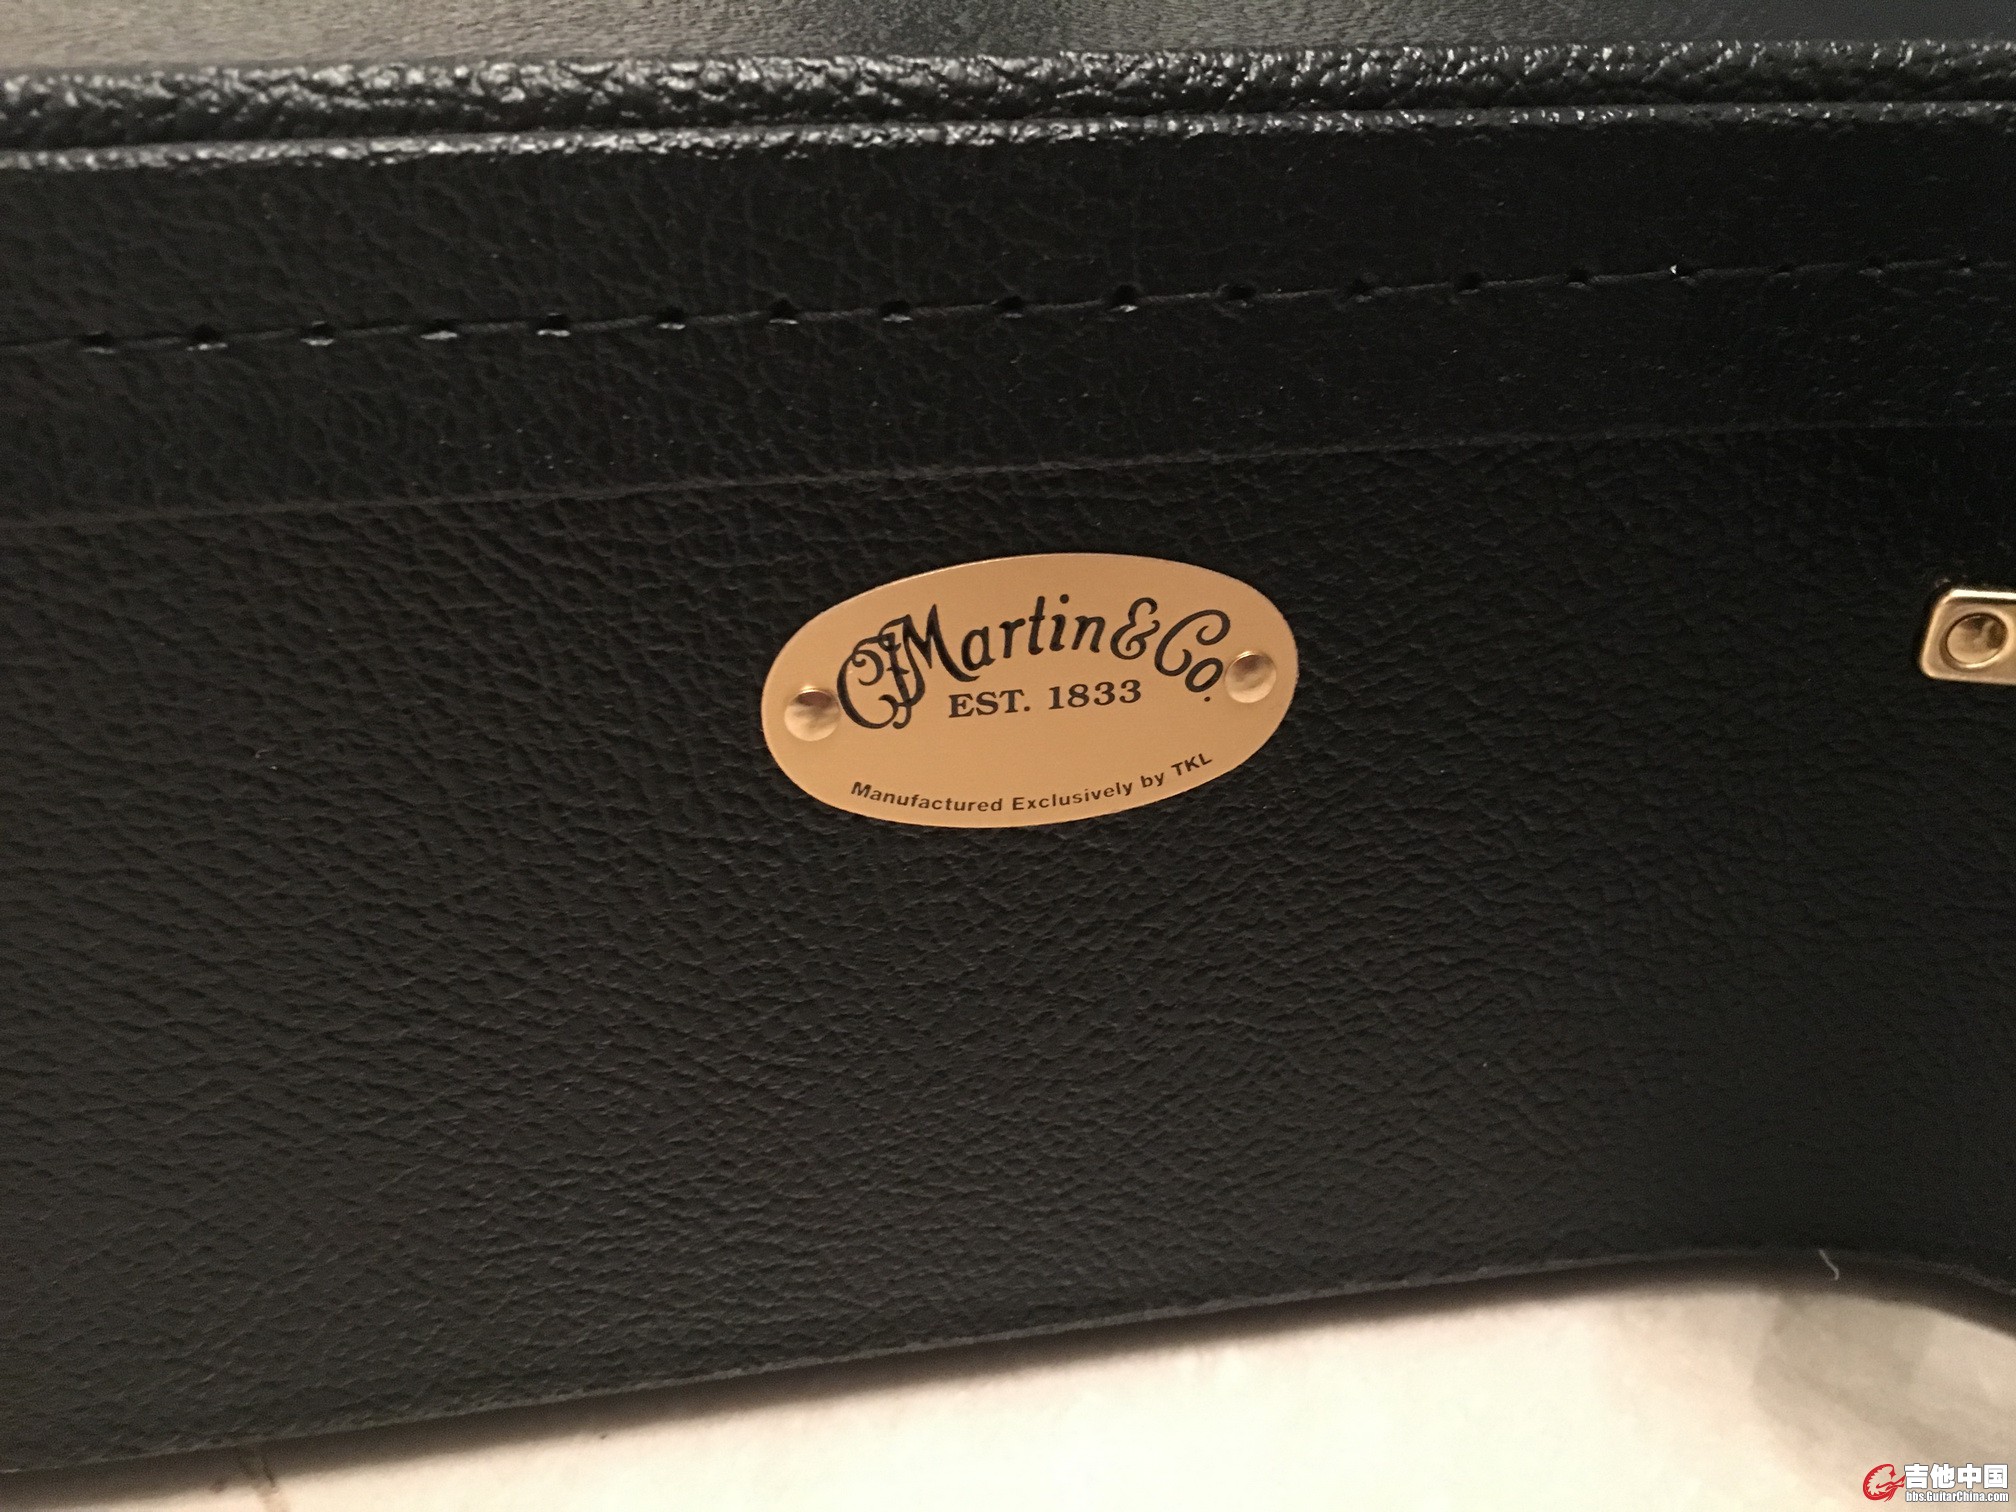 CFMartin & Co.
EST. 1833
Manufactured Exclusively by TKL
吉他中国
bbs.GuitarChina.com